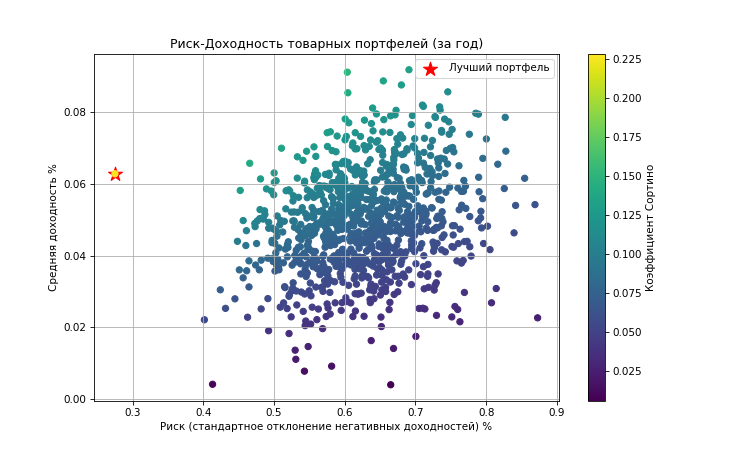 Риск-Доходность товарных портфелей (за год)
Лучший портфель
Средняя доходность %
0.08
0.06
0.04
0.02
0.00
0.3 0.4 0.5 0.6 0.7 0.8 0.9
Риск (стандартное отклонение негативных доходностей) %
0.225
0.200
0.175
0.150
0.125
0.100
0.075
0.050
0.025
Коэффициент Сортино